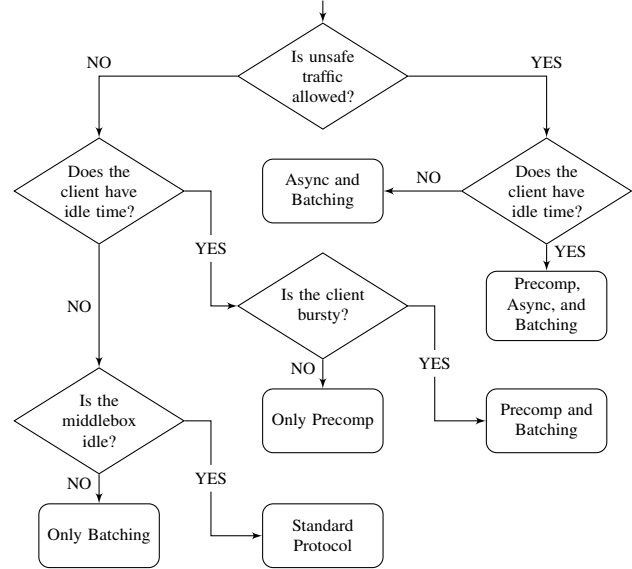 Is unsafe
traffic
allowed?
NO
YES
Does the
client have
idle time?
Async and
Batching
NO
Does the
client have
idle time?
YES
YES
Precomp,
Async, and
Batching
NO
Is the client
bursty?
YES
NO
Is the
middlebox
idle?
Only Precomp
Precomp and
Batching
YES
NO
Only Batching
Standard
Protocol